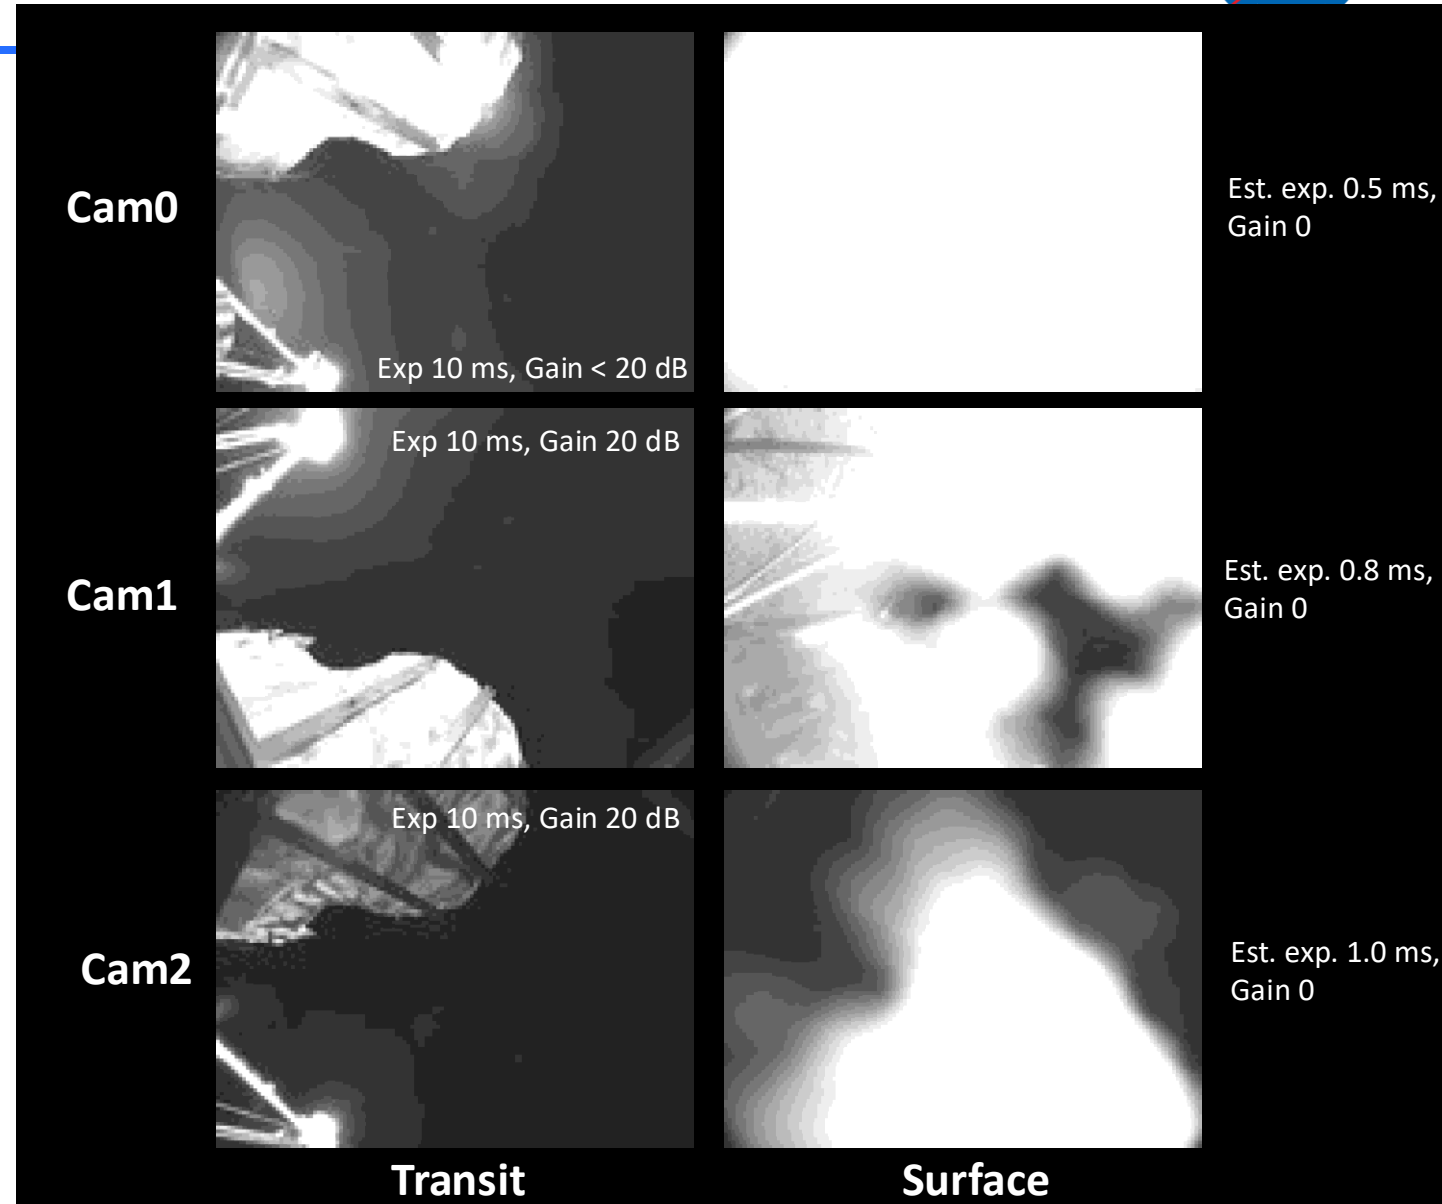 Cam0
Exp 10 ms, Gain < 20 dB
Est. exp. 0.5 ms,
Gain 0
Cam1
Exp 10 ms, Gain 20 dB
Est. exp. 0.8 ms,
Gain 0
Cam2
Exp 10 ms, Gain 20 dB
Est. exp. 1.0 ms,
Gain 0
Transit
Surface